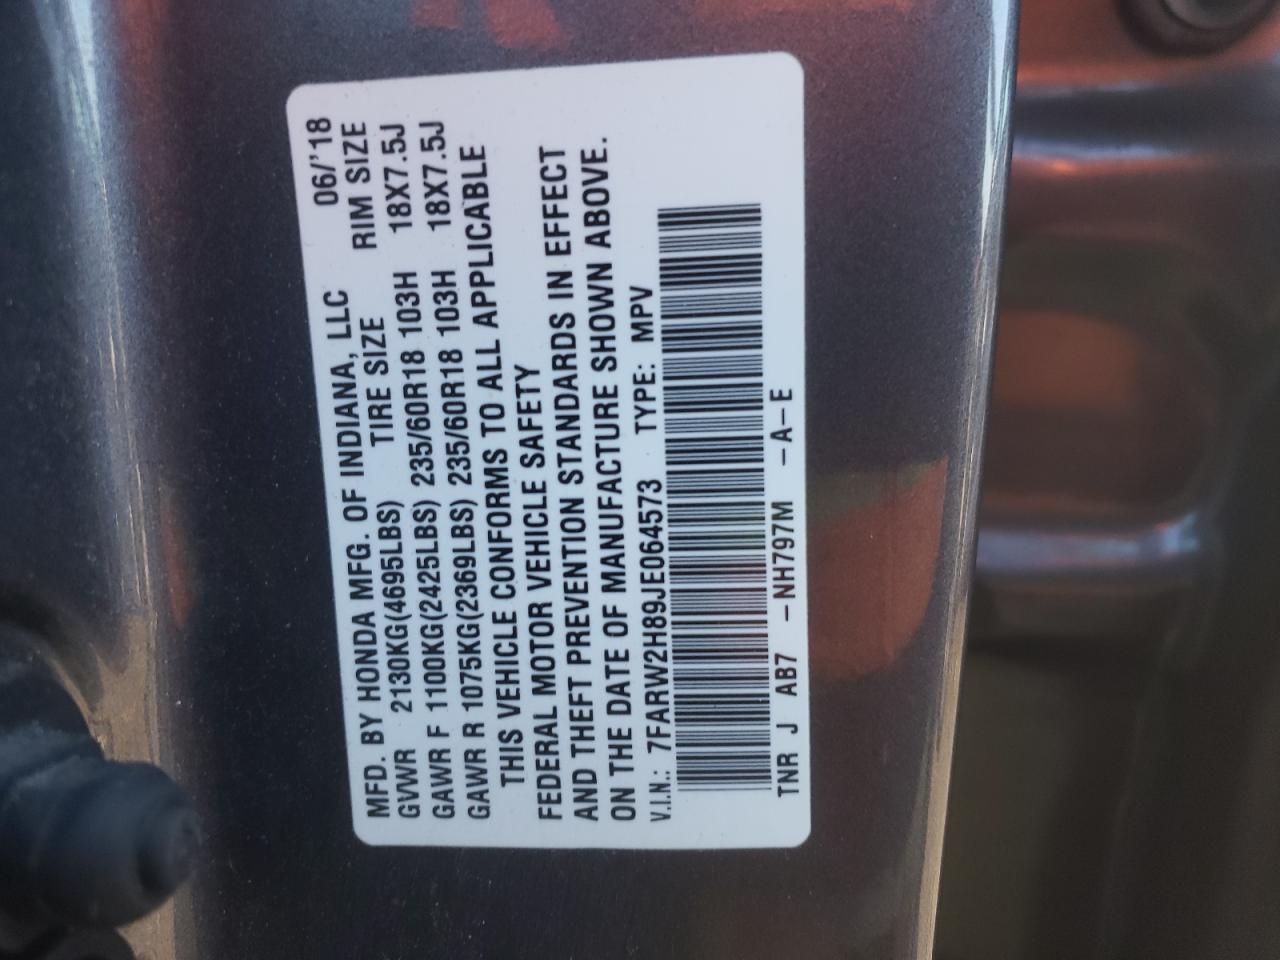 MFD. BY HONDA MFG. OF INDIANA, LLC 06/'18
TIRE SIZE RIM SIZE
GVWR 2130KG(4695LBS)
GAWR F 1100KG(2425LBS) 235/60R18 103H 18X7.5J
GAWR R 1075KG(2369LBS) 235/60R18 103H 18X7.5J
THIS VEHICLE CONFORMS TO ALL APPLICABLE
FEDERAL MOTOR VEHICLE SAFETY
AND THEFT PREVENTION STANDARDS IN EFFECT
ON THE DATE OF MANUFACTURE SHOWN ABOVE.
V.I.N.: 7FARW2H89JE064573 TYPE: MPV
TNR J AB7 -NH797M -A-E